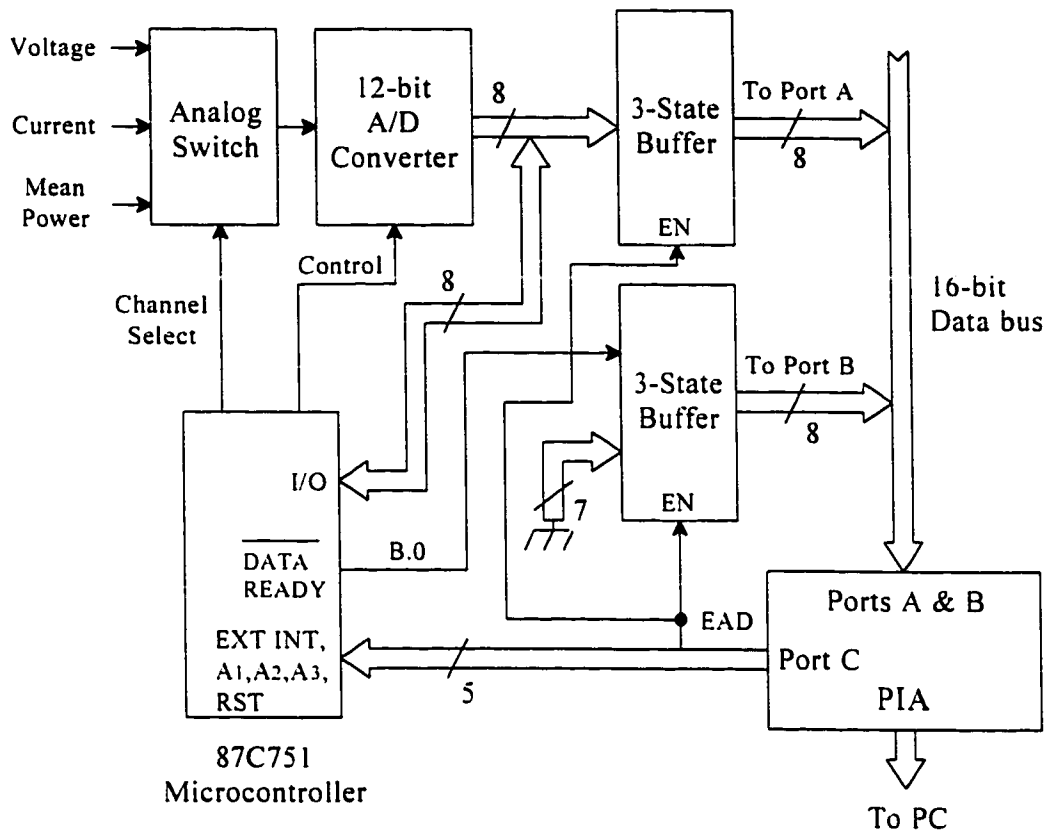 Voltage
Current
Mean
Power
Analog
Switch
12-bit
A/D
Converter
8
3-State
Buffer
EN
To Port A
8
Control
Channel
Select
8
16-bit
Data bus
3-State
Buffer
EN
To Port B
8
7
I/O
DATA
READY
B.0
EXT INT,
A1,A2,A3,
RST
5
EAD
Ports A & B
Port C
PIA
87C751
Microcontroller
To PC